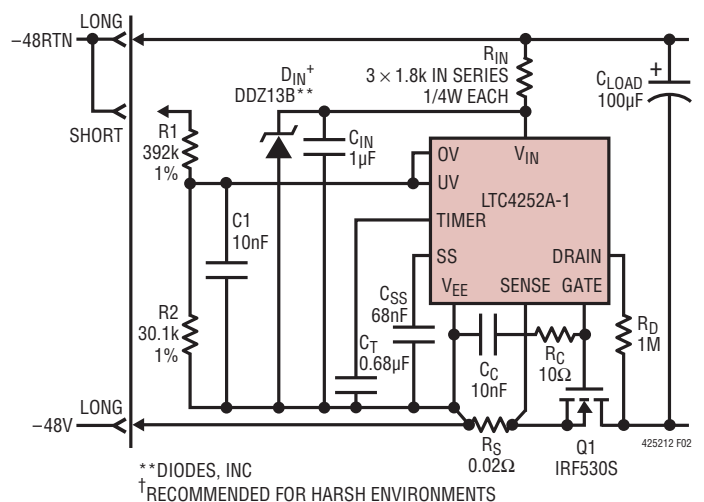 LONG
–48RTN
SHORT
R1
392k
1%
DIN†
DDZ13B**
CIN
1µF
RIN
3 × 1.8k IN SERIES
1/4W EACH
CLOAD
100µF
+
OV
UV
TIMER
SS
VEE
VIN
LTC4252A-1
DRAIN
SENSE
GATE
C1
10nF
R2
30.1k
1%
CSS
68nF
CT
0.68µF
CC
10nF
RC
10Ω
RD
1M
LONG
–48V
RS
0.02Ω
Q1
IRF530S
425212 F02
**DIODES, INC
†RECOMMENDED FOR HARSH ENVIRONMENTS